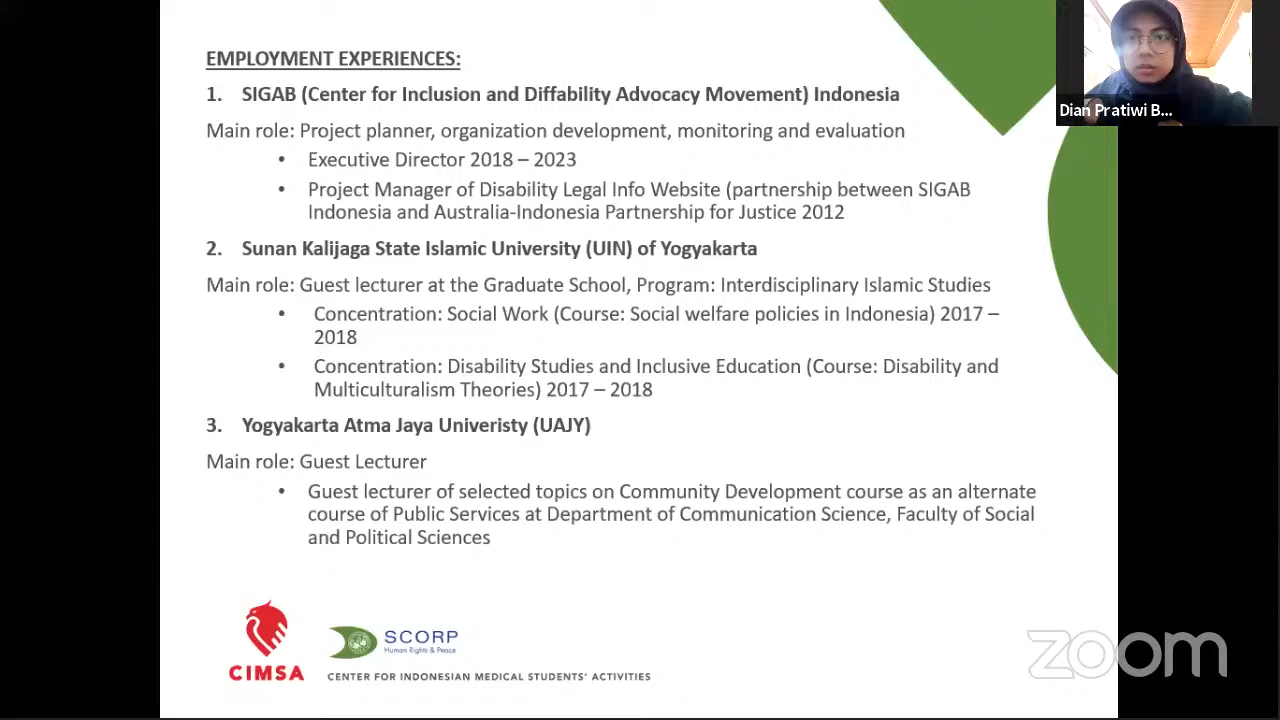 EMPLOYMENT EXPERIENCES:
1. SIGAB (Center for Inclusion and Diffability Advocacy Movement) Indonesia
Main role: Project planner, organization development, monitoring and evaluation
• Executive Director 2018 – 2023
• Project Manager of Disability Legal Info Website (partnership between SIGAB
Indonesia and Australia-Indonesia Partnership for Justice 2012
2. Sunan Kalijaga State Islamic University (UIN) of Yogyakarta
Main role: Guest lecturer at the Graduate School, Program: Interdisciplinary Islamic Studies
• Concentration: Social Work (Course: Social welfare policies in Indonesia) 2017 –
2018
• Concentration: Disability Studies and Inclusive Education (Course: Disability and
Multiculturalism Theories) 2017 – 2018
3. Yogyakarta Atma Jaya Univeristy (UAJY)
Main role: Guest Lecturer
• Guest lecturer of selected topics on Community Development course as an alternate
course of Public Services at Department of Communication Science, Faculty of Social
and Political Sciences
Dian Pratiwi B...
CIMSA
SCORP
Human Rights & Peace
CENTER FOR INDONESIAN MEDICAL STUDENTS' ACTIVITIES
zoom